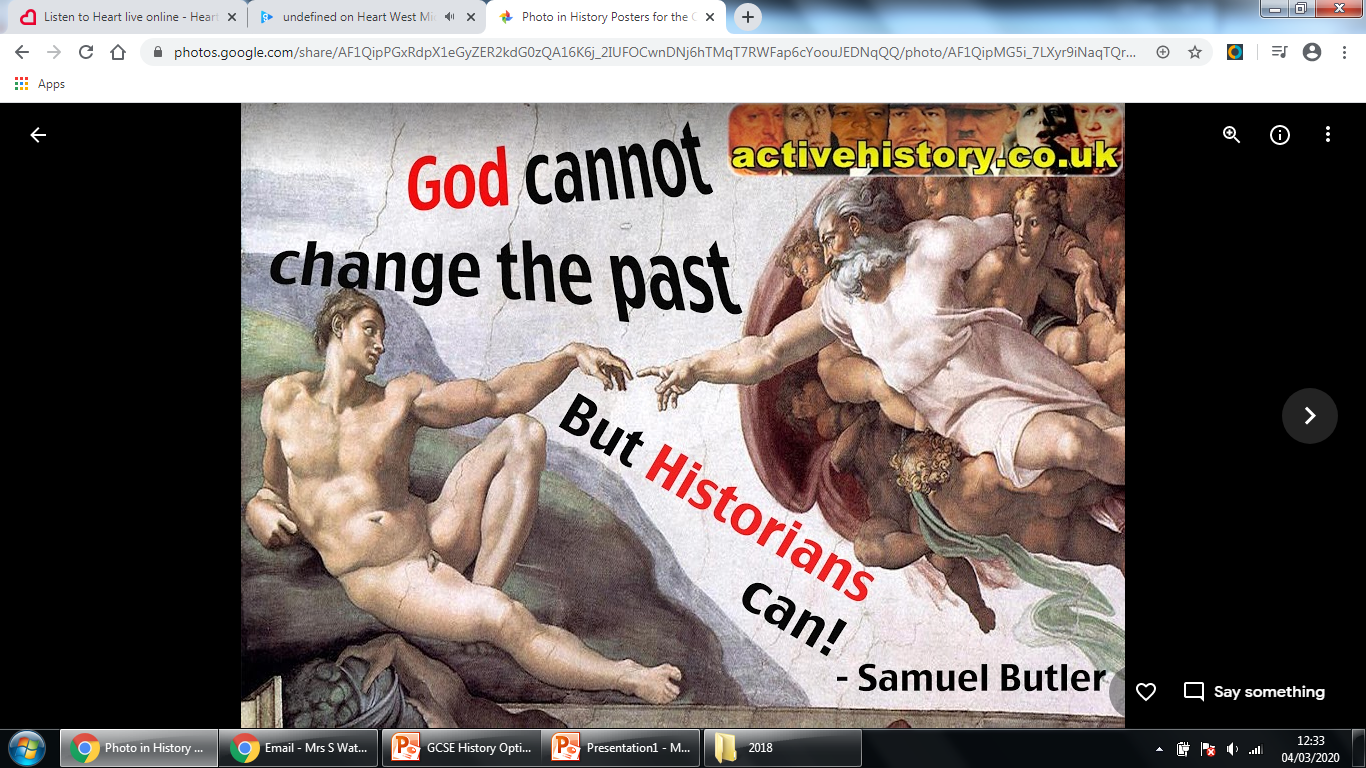 Listen to Heart live online - Heart
undefined on Heart West Mi
Photo in History Posters for the C
photos.google.com/share/AF1QipPGxRdpX1eGyZER2kdG0zQA16K6j_2IUFOCwnDNj6hTMqT7RWFap6cYoouJEDNqQQ/photo/AF1QipMG5i_7LXyr9iNaqTQr...
Apps
activehistory.co.uk
God cannot
change the past
But Historians
can!
- Samuel Butler
Say something
Photo in History ...
Email - Mrs S Wat...
GCSE History Opti...
Presentation1 - M...
2018
12:33
04/03/2020